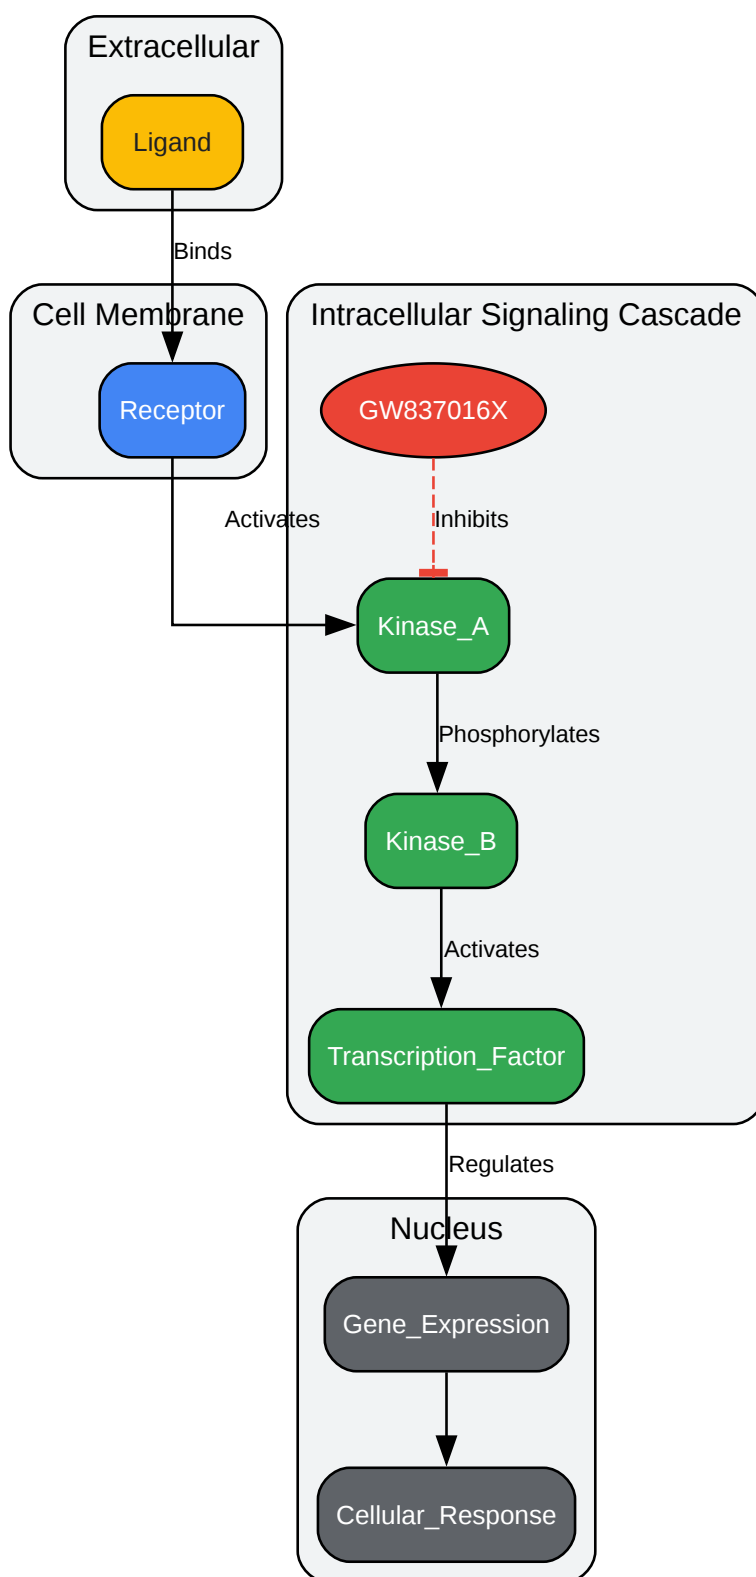 Extracellular
Ligand
Binds
Cell Membrane
Receptor
Intracellular Signaling Cascade
GW837016X
Activates
Inhibits
Kinase_A
Phosphorylates
Kinase_B
Activates
Transcription_Factor
Regulates
Nucleus
Gene_Expression
Cellular_Response